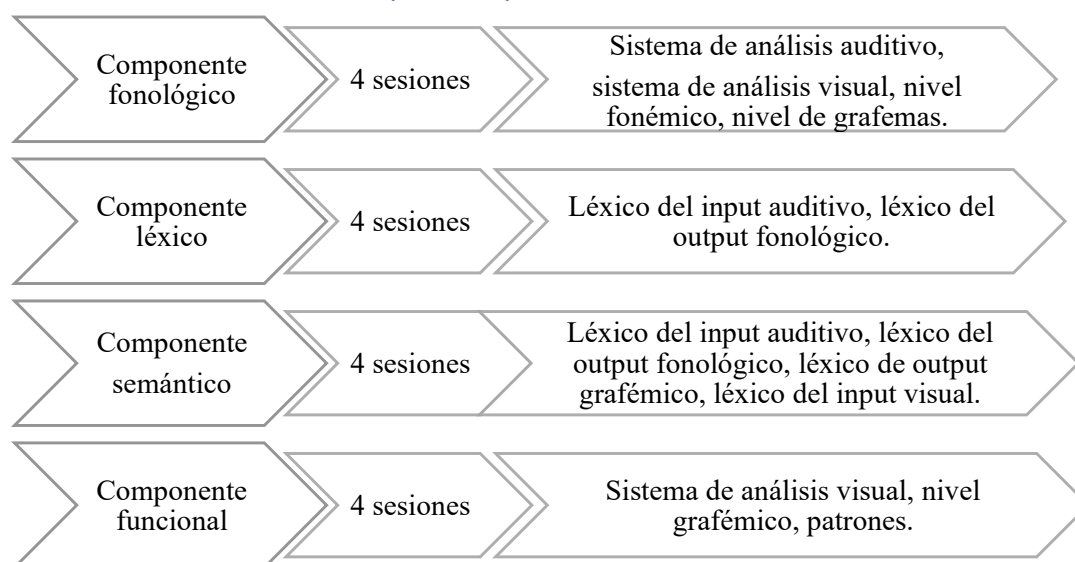 Componente
fonológico
4 sesiones
Sistema de análisis auditivo,
sistema de análisis visual, nivel
fonémico, nivel de grafemas.
Componente
léxico
4 sesiones
Léxico del input auditivo, léxico del
output fonológico.
Componente
semántico
4 sesiones
Léxico del input auditivo, léxico del
output fonológico, léxico de output
grafémico, léxico del input visual.
Componente
funcional
4 sesiones
Sistema de análisis visual, nivel
grafémico, patrones.